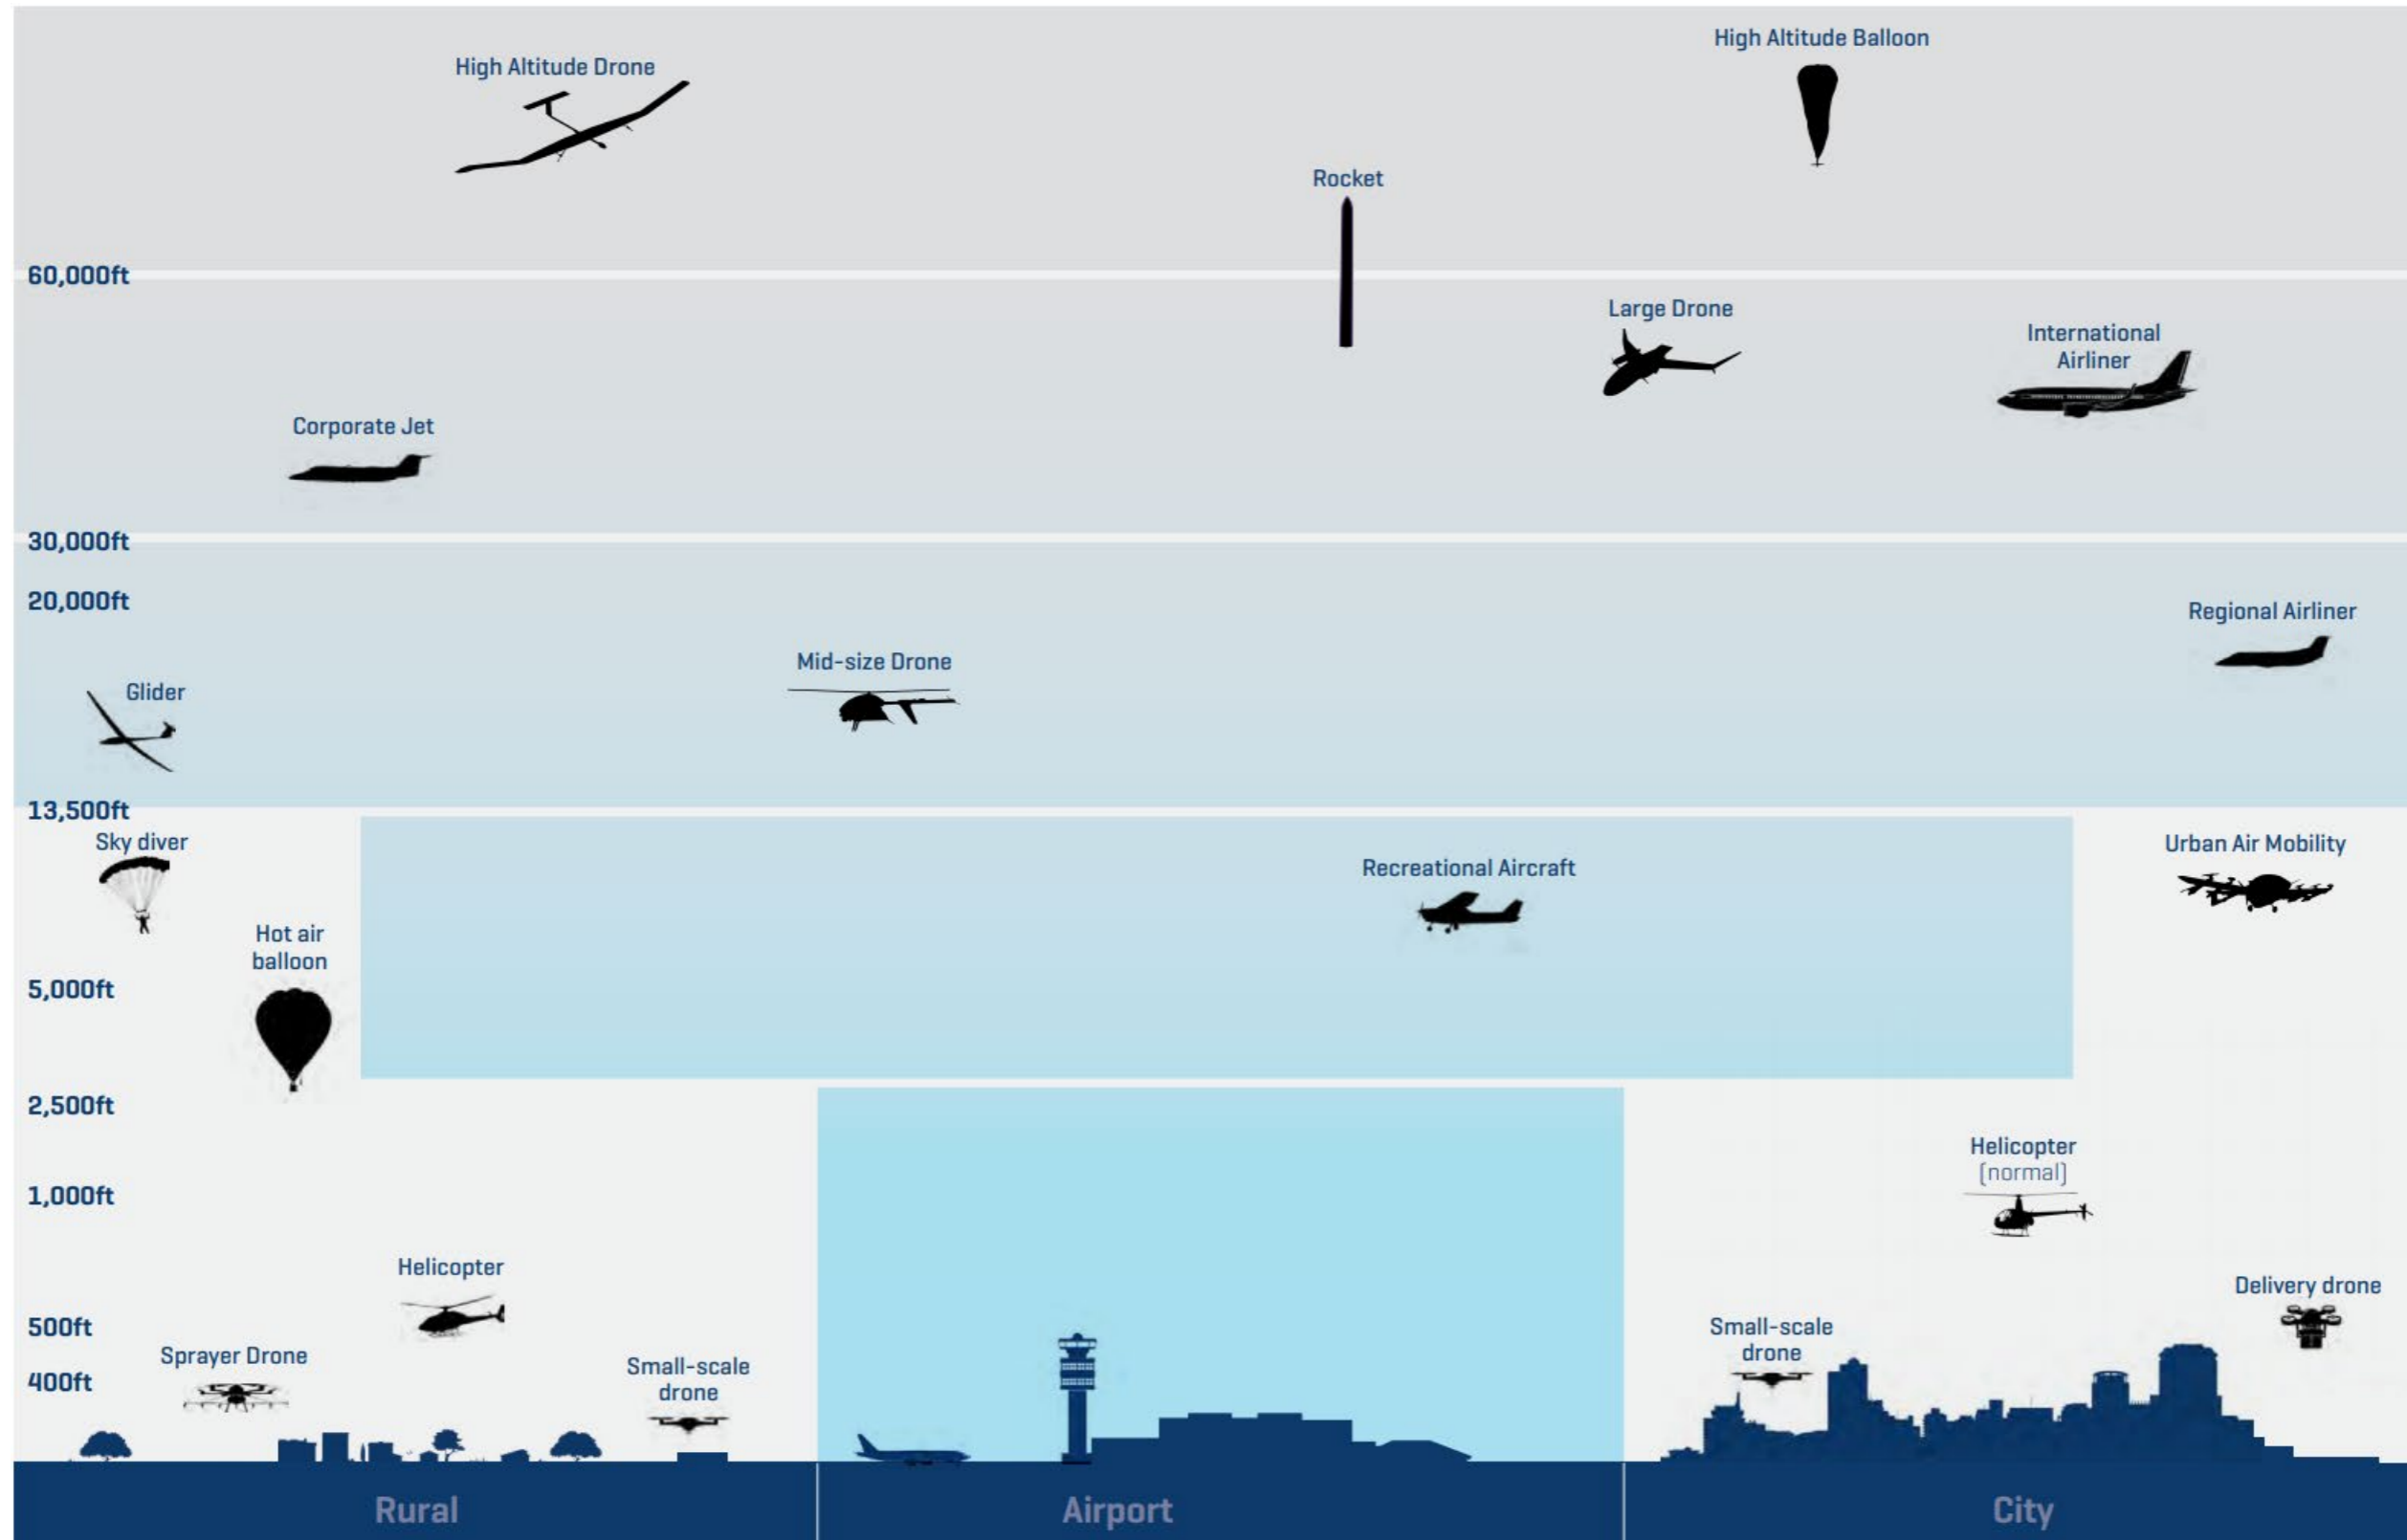 High Altitude Balloon
High Altitude Drone
Rocket
60,000ft
Large Drone
International
Airliner
Corporate Jet
30,000ft
20,000ft
Regional Airliner
Mid-size Drone
Glider
13,500ft
Sky diver
Urban Air Mobility
Recreational Aircraft
Hot air
balloon
5,000ft
2,500ft
Helicopter
(normal)
1,000ft
Helicopter
Delivery drone
500ft
Small-scale
drone
Sprayer Drone
Small-scale
drone
400ft
Rural
Airport
City